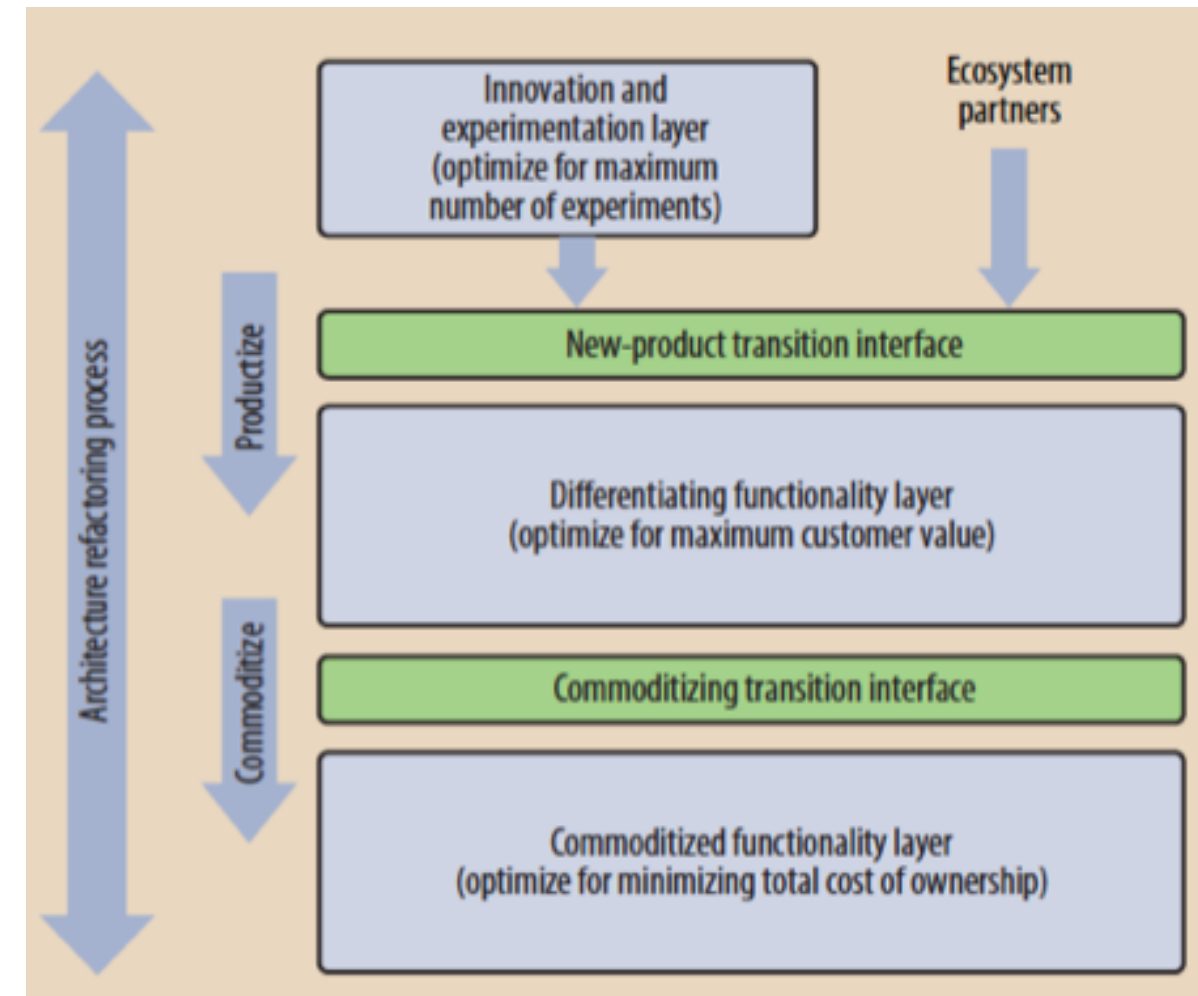 Innovation and
experimentation layer
(optimize for maximum
number of experiments)
Ecosystem
partners
Architecture refactoring process
Productize
New-product transition interface
Differentiating functionality layer
(optimize for maximum customer value)
Commoditize
Commoditizing transition interface
Commoditized functionality layer
(optimize for minimizing total cost of ownership)